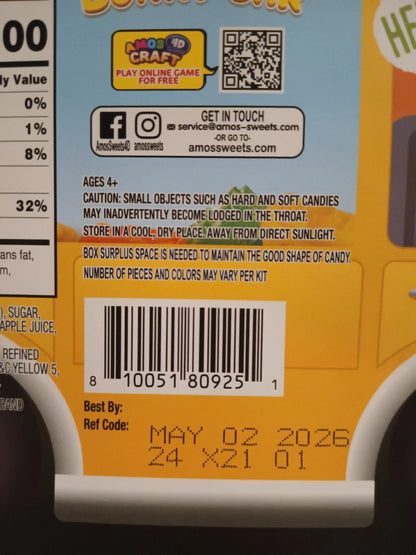 BUNNY CAR
00
ly Value
0%
1%
8%
32%
ans fat,
m,
), SUGAR,
APPLE JUICE,
REFINED
&C YELLOW 5,
RAND
AMOS 4D
CRAFT
PLAY ONLINE GAME
FOR FREE
HE
GET IN TOUCH
service@amos-sweets.com
-OR GO TO-
amossweets.com
AmosSweets4D amossweets
AGES 4+
CAUTION: SMALL OBJECTS SUCH AS HARD AND SOFT CANDIES
MAY INADVERTENTLY BECOME LODGED IN THE THROAT.
STORE IN A COOL, DRY PLACE. AWAY FROM DIRECT SUNLIGHT.
BOX SURPLUS SPACE IS NEEDED TO MAINTAIN THE GOOD SHAPE OF CANDY.
NUMBER OF PIECES AND COLORS MAY VARY PER KIT
8 10051 80925 1
Best By:
Ref Code:
MAY 02 2026
24 X21 01